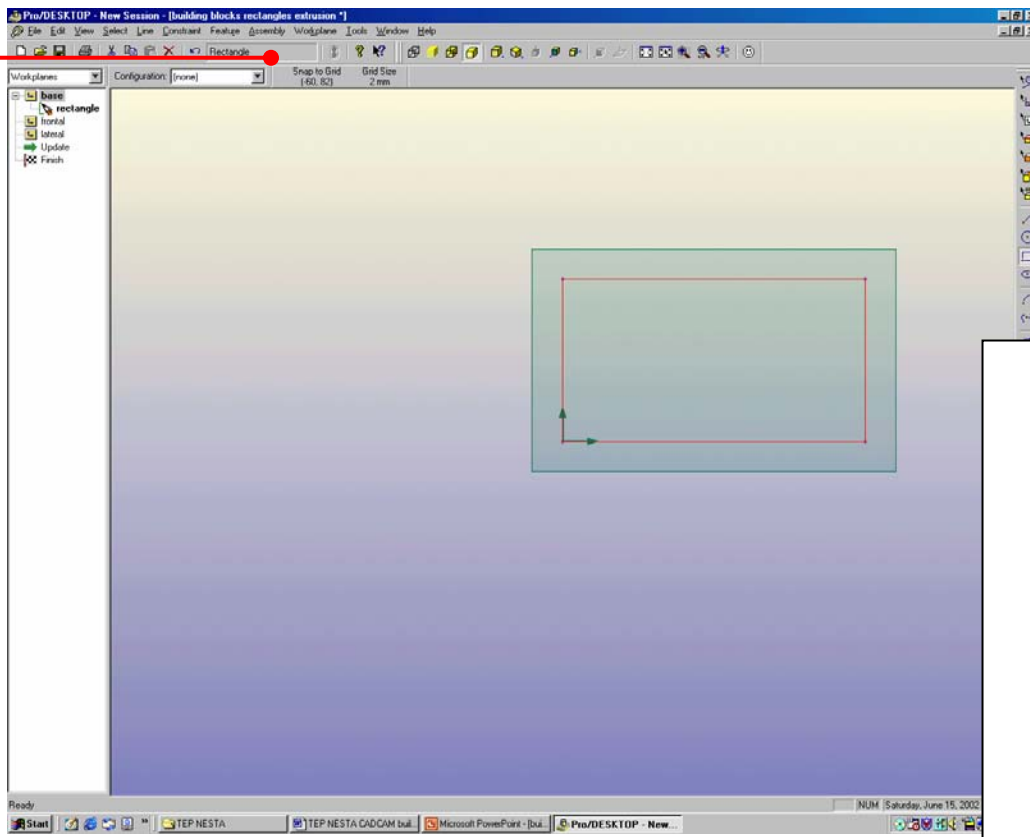 Pro/DESKTOP - New Session - [building blocks rectangles extrusion *]
File Edit View Select Line Constraint Feature Assembly Workplane Tools Window Help
Rectangle
Workplanes Configuration: (none) Snap to Grid Grid Size
(-60, 82) 2 mm
base
rectangle
frontal
lateral
Update
Finish
Ready NUM Saturday, June 15, 2002
Start » TEP NESTA TEP NESTA CADCAM buil... Microsoft PowerPoint - [bui... Pro/DESKTOP - New...